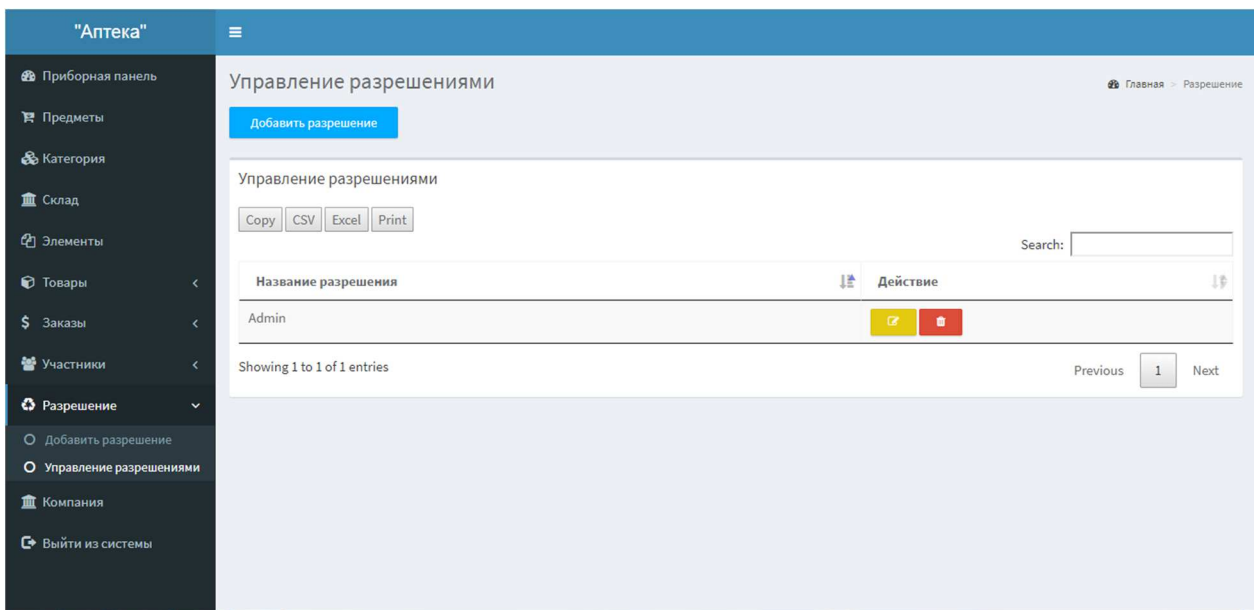 "Аптека"
Приборная панель
Предметы
Категория
Склад
Элементы
Товары
Заказы
Участники
Разрешение
Добавить разрешение
Управление разрешениями
Компания
Выйти из системы
Управление разрешениями
Главная > Разрешение
Добавить разрешение
Управление разрешениями
Copy CSV Excel Print
Search:
Название разрешения Действие
Admin
Showing 1 to 1 of 1 entries
Previous 1 Next